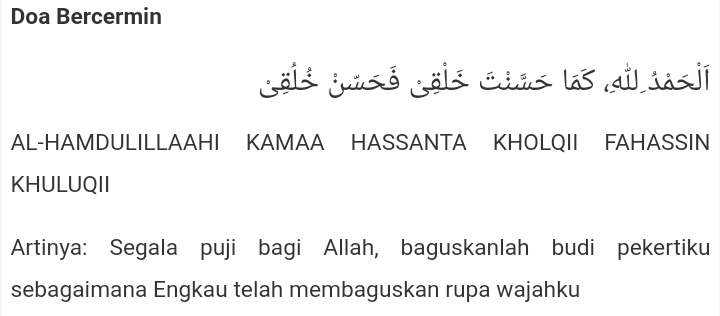 Doa Bercermin
اَلْحَمْدُ لِلّٰهِ، كَمَا حَسَّنْتَ خَلْقِىْ فَحَسِّنْ خُلُقِىْ
AL-HAMDULILLAAHI KAMAA HASSANTA KHOLQII FAHASSIN
KHULUQII
Artinya: Segala puji bagi Allah, baguskanlah budi pekertiku
sebagaimana Engkau telah membaguskan rupa wajahku